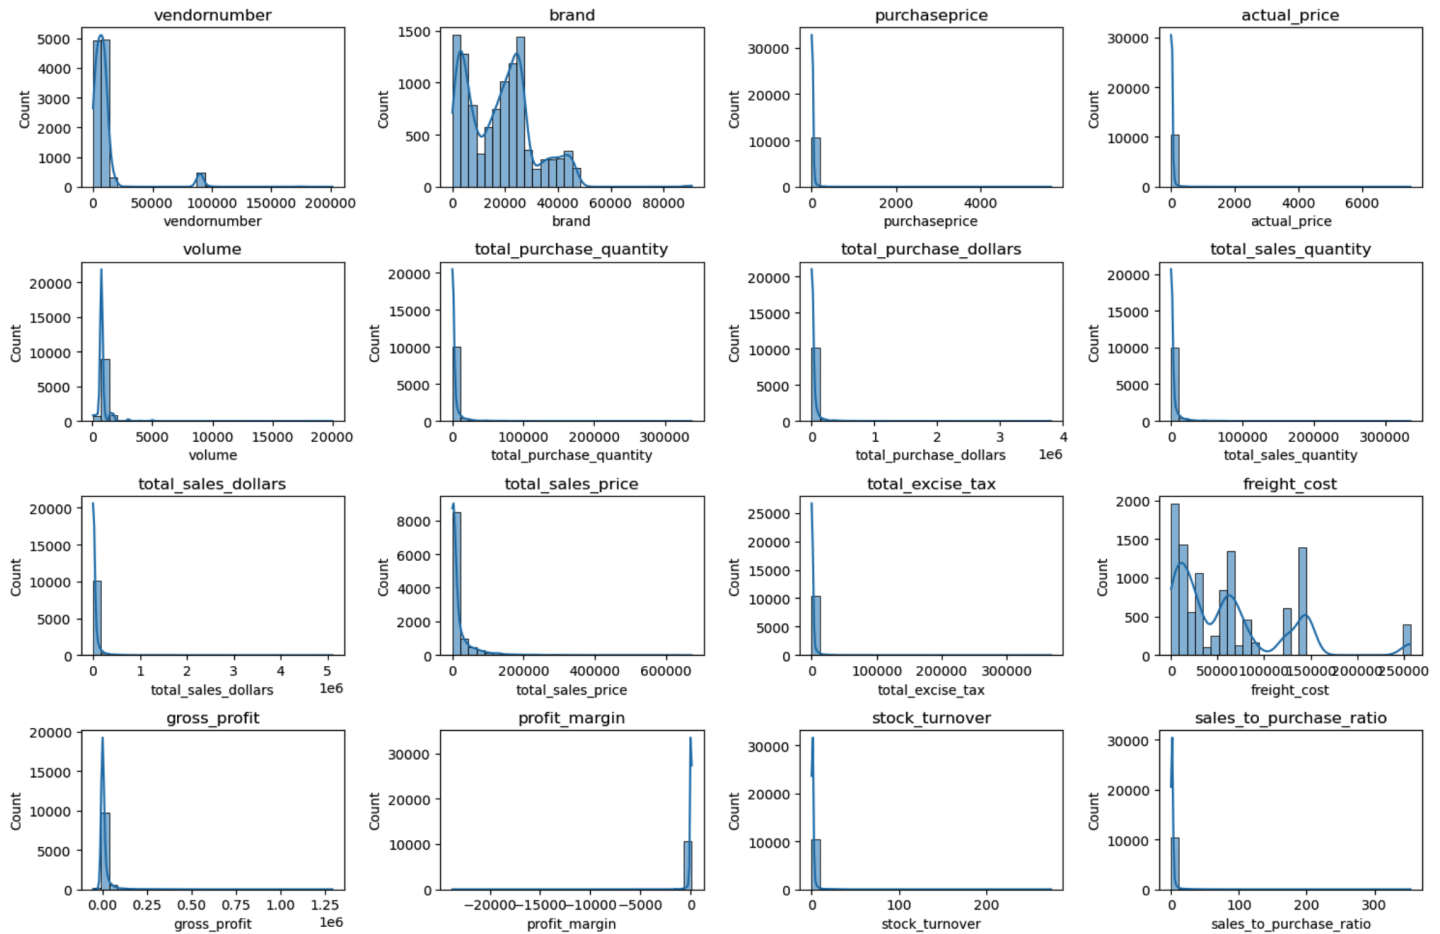 vendornumber brand purchaseprice actual_price
5000
4000
3000
2000
1000
0
Count
0 50000 100000 150000 200000
vendornumber
1500
1000
500
0
Count
0 20000 40000 60000 80000
brand
30000
20000
10000
0
Count
0 2000 4000
purchaseprice
30000
20000
10000
0
Count
0 2000 4000 6000
actual_price
volume total_purchase_quantity total_purchase_dollars total_sales_quantity
20000
15000
10000
5000
0
Count
0 5000 10000 15000 20000
volume
20000
15000
10000
5000
0
Count
0 100000 200000 300000
total_purchase_quantity
20000
15000
10000
5000
0
Count
0 1 2 3 4
1e6
total_purchase_dollars
20000
15000
10000
5000
0
Count
0 100000 200000 300000
total_sales_quantity
total_sales_dollars total_sales_price total_excise_tax freight_cost
20000
15000
10000
5000
0
Count
0 1 2 3 4 5
1e6
total_sales_dollars
8000
6000
4000
2000
0
Count
0 200000 400000 600000
total_sales_price
25000
20000
15000
10000
5000
0
Count
0 100000 200000 300000
total_excise_tax
2000
1500
1000
500
0
Count
0 50000 100000 150000 200000 250000
freight_cost
gross_profit profit_margin stock_turnover sales_to_purchase_ratio
20000
15000
10000
5000
0
Count
0.00 0.25 0.50 0.75 1.00 1.25
1e6
gross_profit
30000
20000
10000
0
Count
−20000 −15000 −10000 −5000 0
profit_margin
30000
20000
10000
0
Count
0 100 200
stock_turnover
30000
20000
10000
0
Count
0 100 200 300
sales_to_purchase_ratio